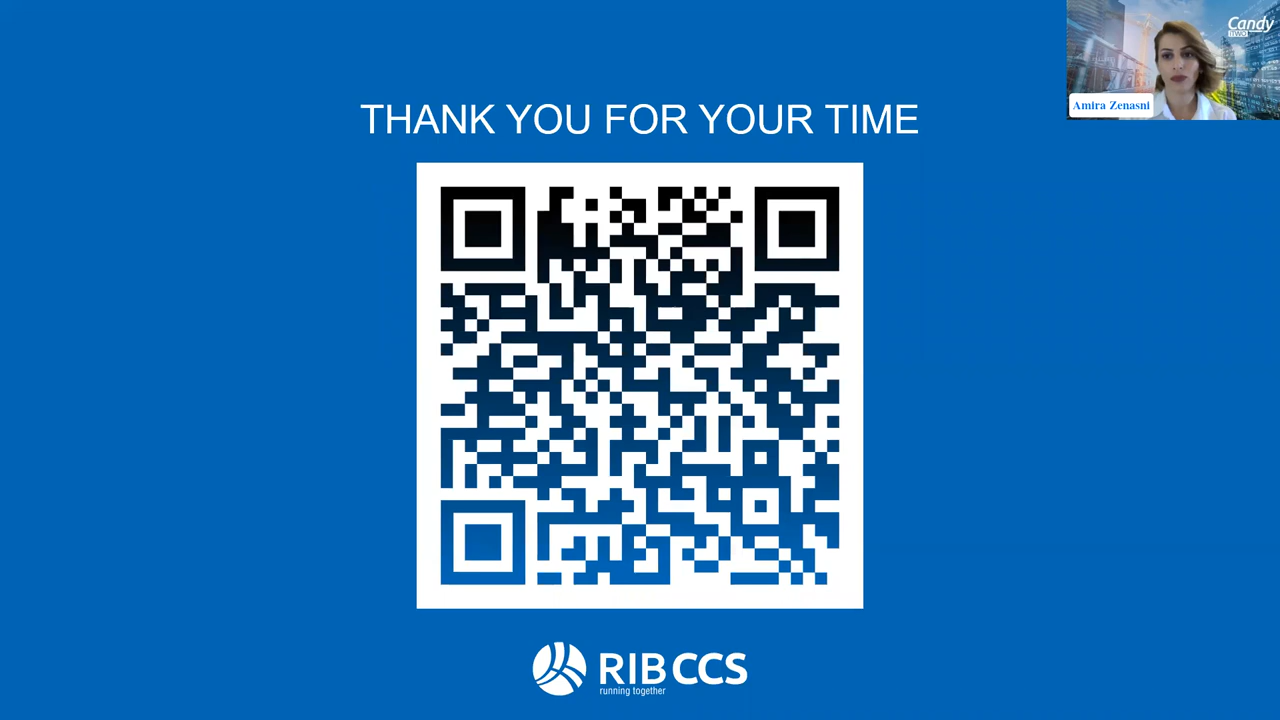 Candy
iTWO
Amira Zenasni
THANK YOU FOR YOUR TIME
RIB CCS
running together